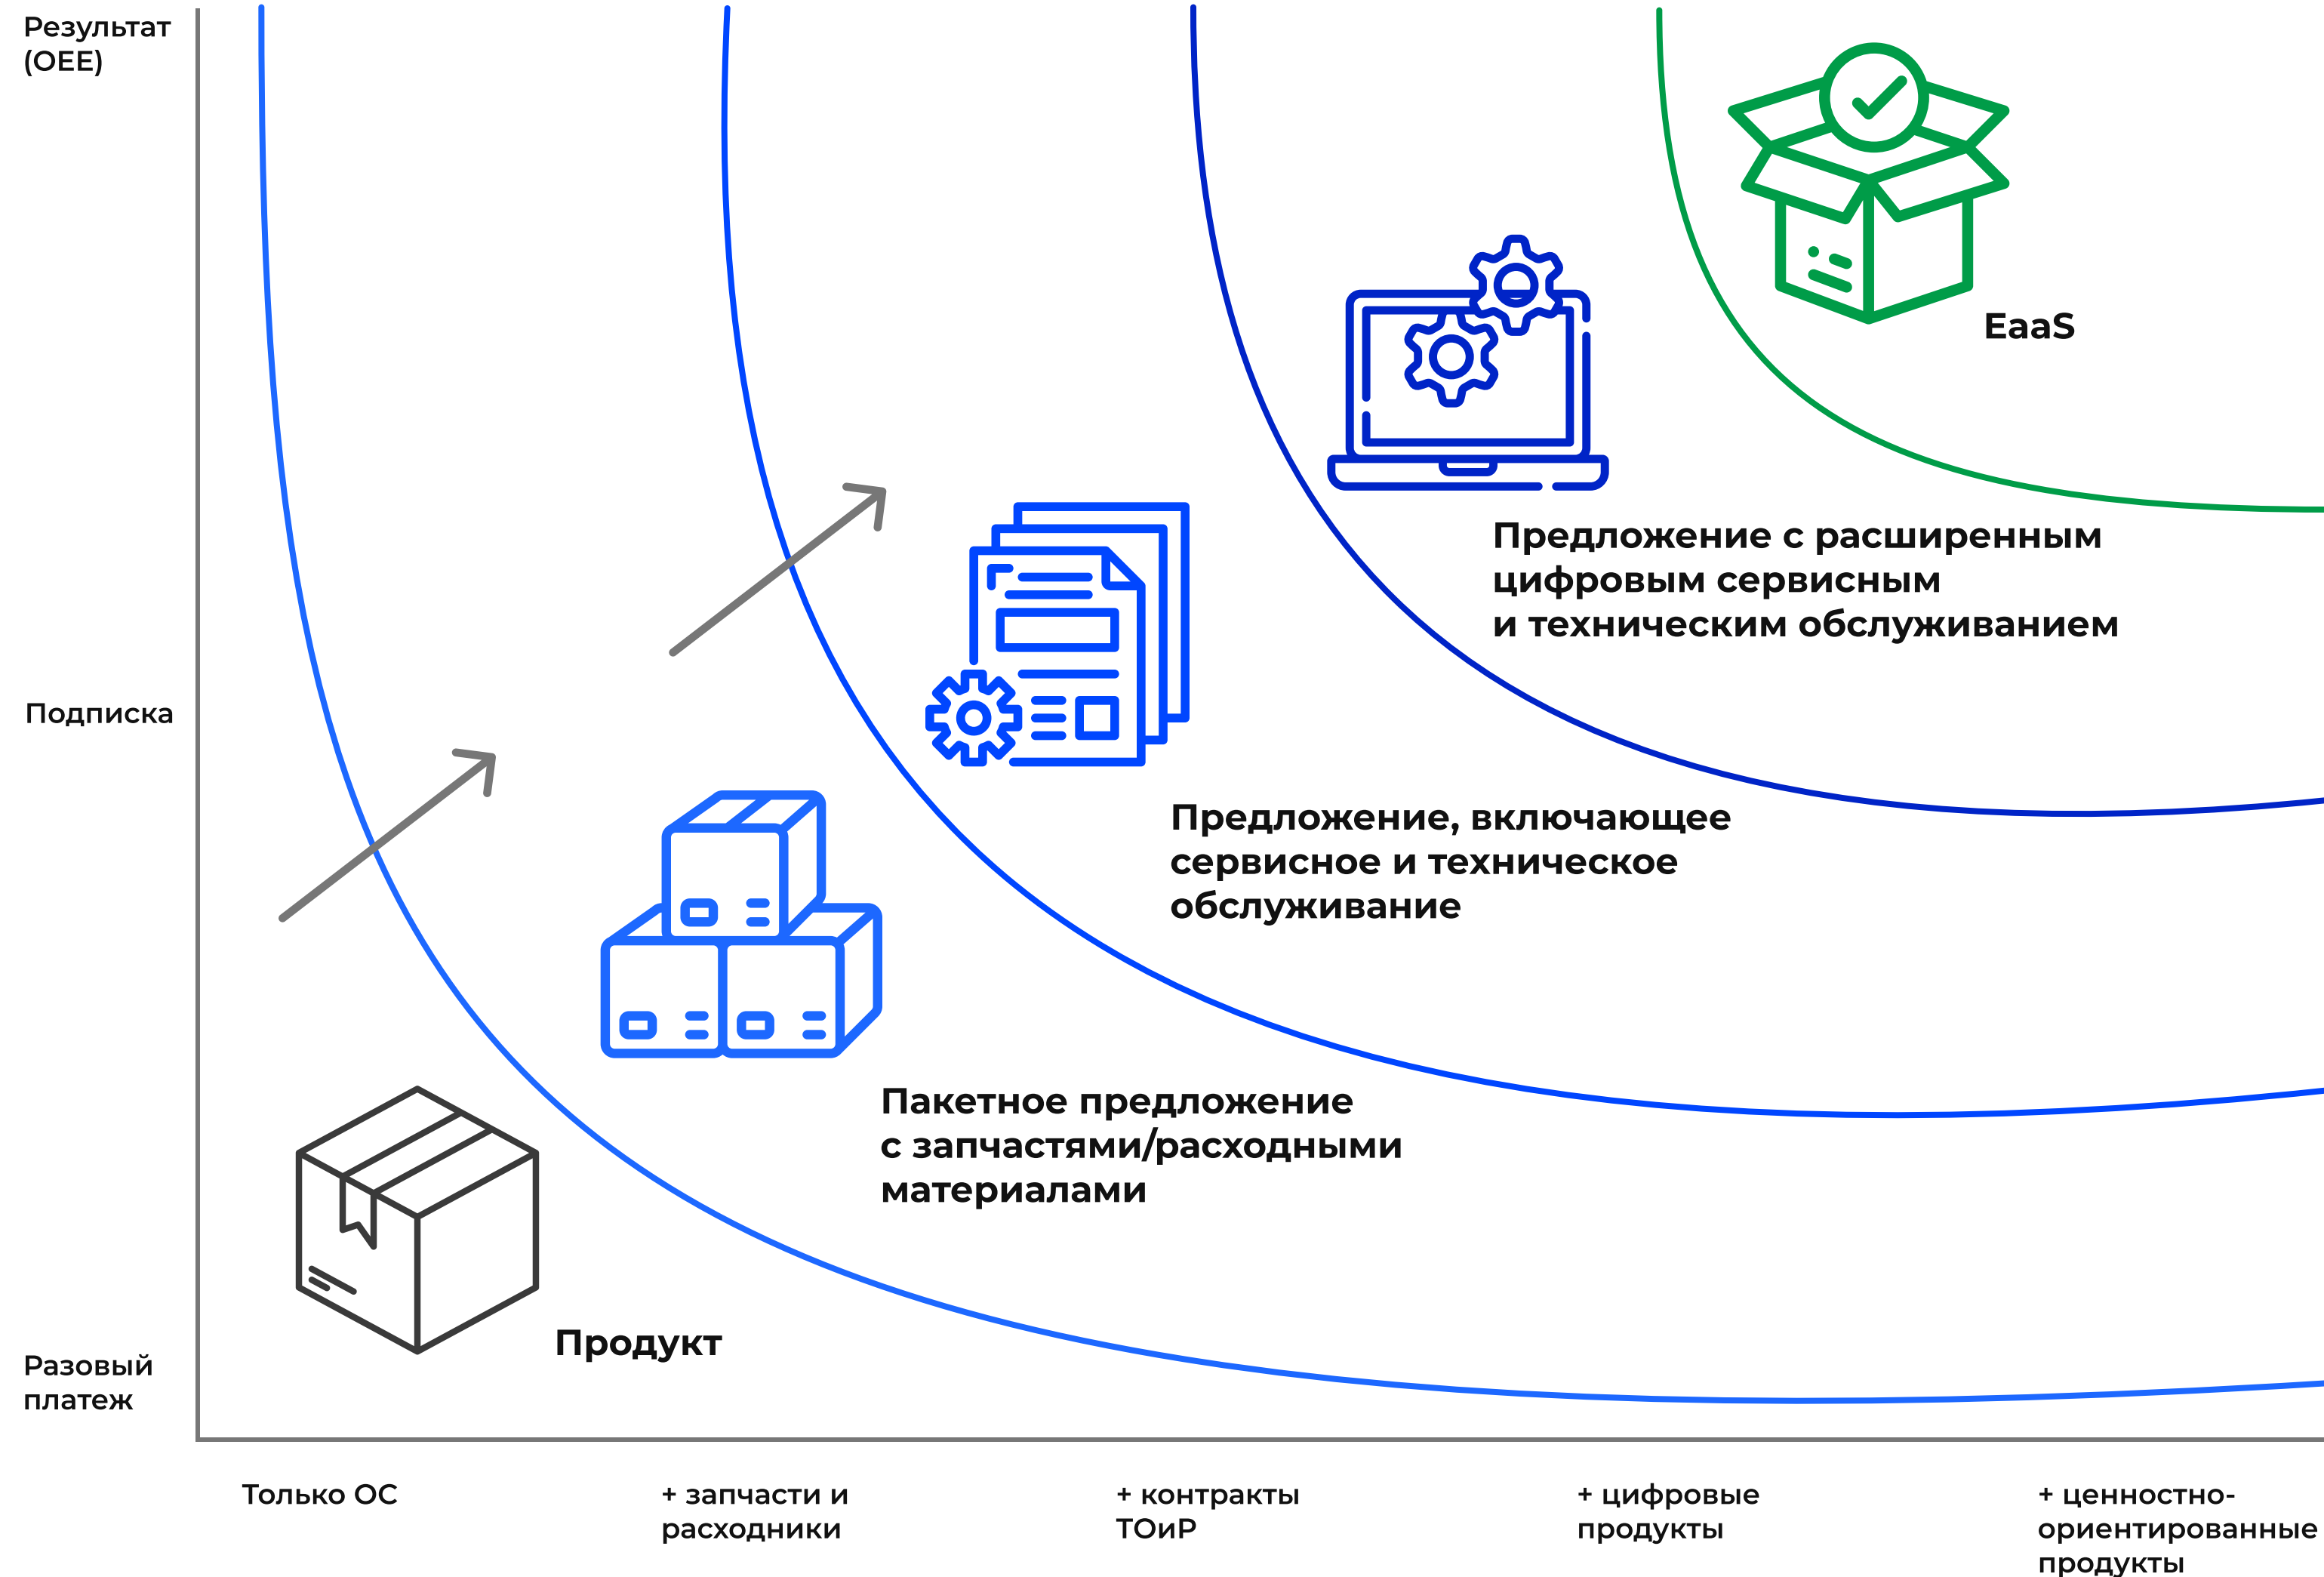 Результат
(OEE)
EaaS
Предложение с расширенным
цифровым сервисным
и техническим обслуживанием
Подписка
Предложение, включающее
сервисное и техническое
обслуживание
Пакетное предложение
с запчастями/расходными
материалами
Продукт
Разовый
платеж
Только ОС
+ запчасти и
расходники
+ контракты
ТОиР
+ цифровые
продукты
+ ценностно-
ориентированные
продукты